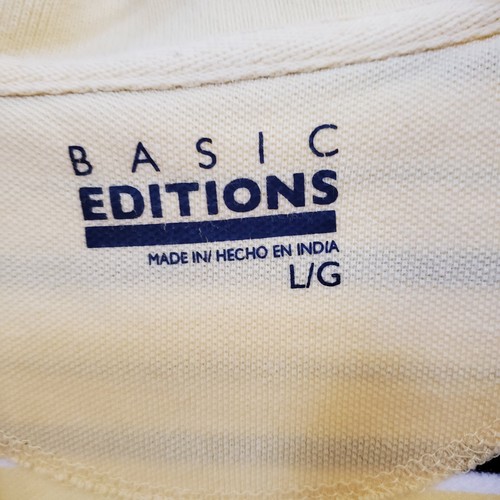 BASIC
EDITIONS
MADE IN/ HECHO EN INDIA
L/G